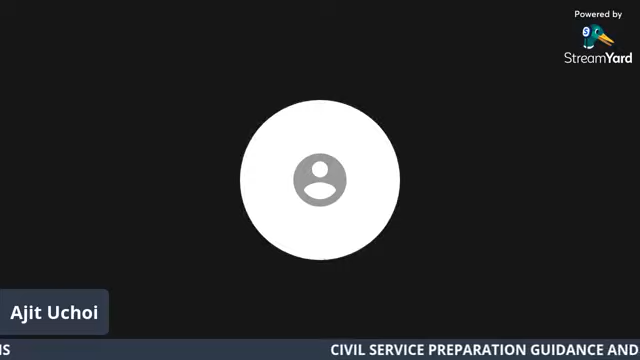 Powered by
StreamYard
Ajit Uchoi
CIVIL SERVICE PREPARATION GUIDANCE AND